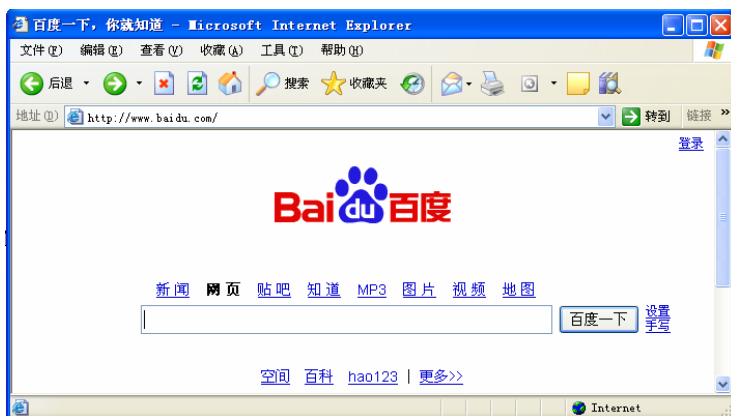 百度一下，你就知道 - Microsoft Internet Explorer
文件(F) 编辑(E) 查看(V) 收藏(A) 工具(T) 帮助(H)
后退 搜索 收藏夹
地址(D) http://www.baidu.com/ 转到 链接 »
登录
Bai du 百度
新闻 网页 贴吧 知道 MP3 图片 视频 地图
百度一下 设置
手写
空间 百科 hao123 | 更多>>
Internet